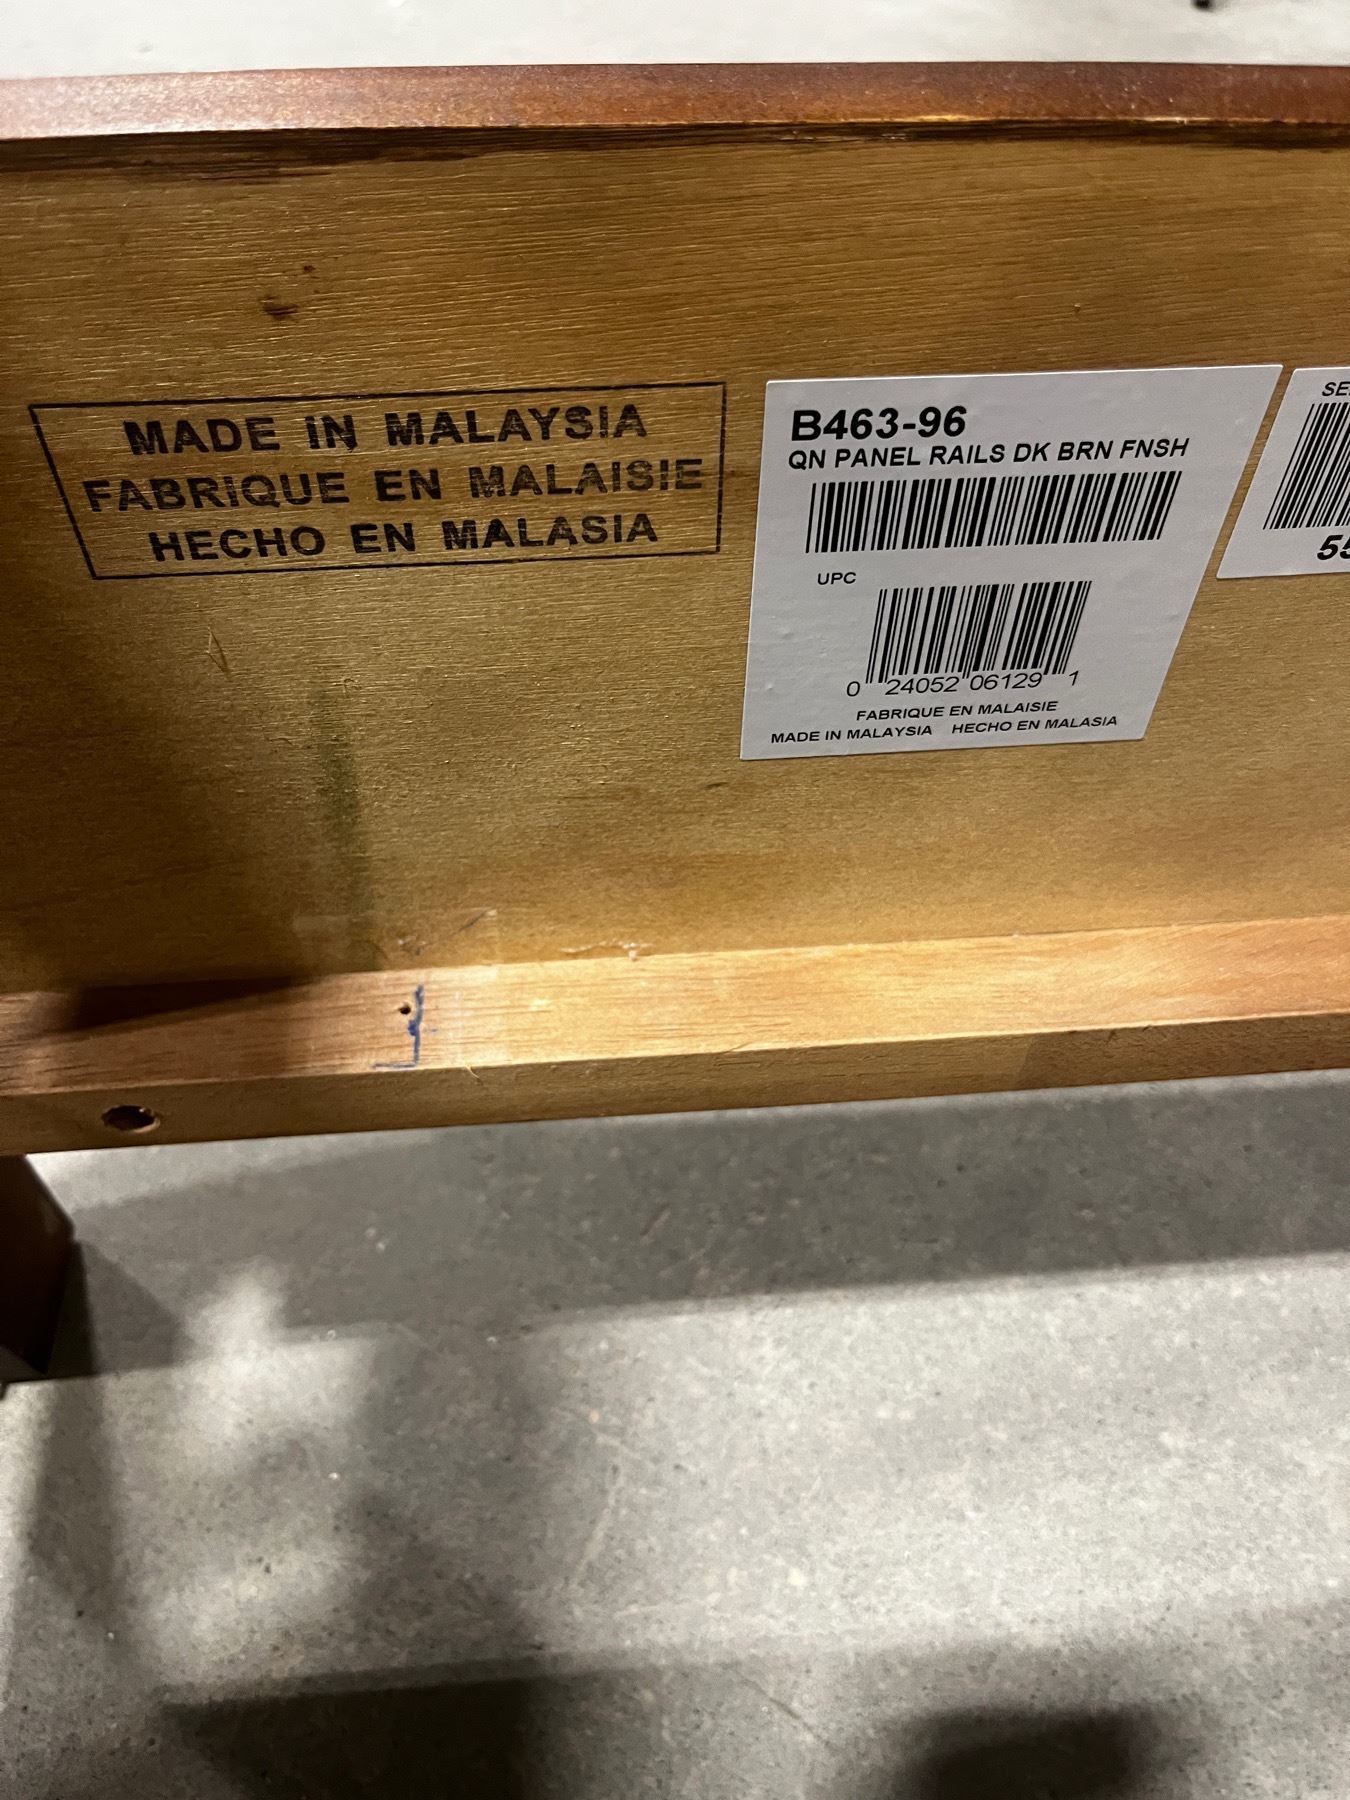 MADE IN MALAYSIA
FABRIQUE EN MALAISIE
HECHO EN MALASIA
B463-96
QN PANEL RAILS DK BRN FNSH
UPC
0 24052 06129 1
FABRIQUE EN MALAISIE
MADE IN MALAYSIA HECHO EN MALASIA